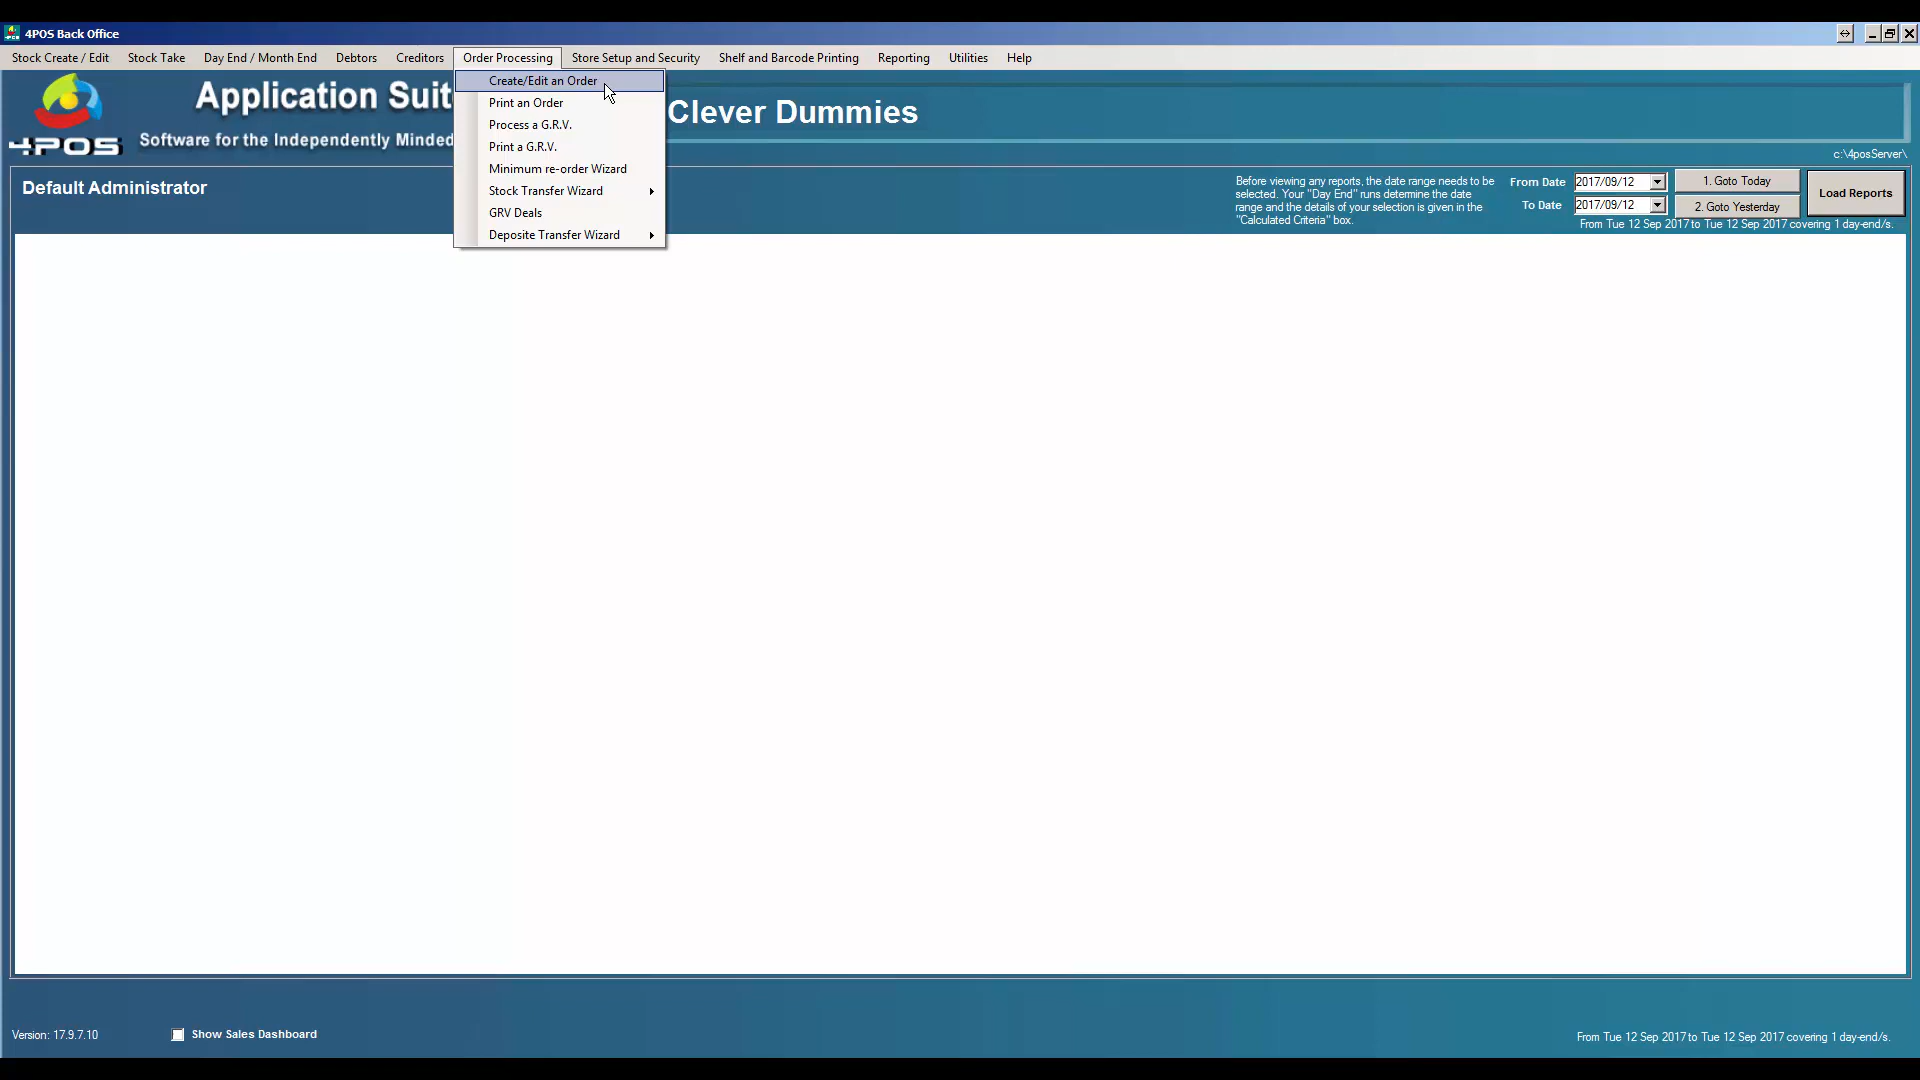 4POS Back Office
Stock Create / Edit Stock Take Day End / Month End Debtors Creditors Order Processing Store Setup and Security Shelf and Barcode Printing Reporting Utilities Help
Create/Edit an Order
Print an Order
Process a G.R.V.
Print a G.R.V.
Minimum re-order Wizard
Stock Transfer Wizard
GRV Deals
Deposite Transfer Wizard
4POS
Application Suit
Software for the Independently Minded
Clever Dummies
c:\4posServer\
Default Administrator
Before viewing any reports, the date range needs to be
selected. Your "Day End" runs determine the date
range and the details of your selection is given in the
"Calculated Criteria" box.
From Date 2017/09/12 1. Goto Today
To Date 2017/09/12 2. Goto Yesterday
Load Reports
From Tue 12 Sep 2017 to Tue 12 Sep 2017 covering 1 day-end/s.
Version: 17.9.7.10
Show Sales Dashboard
From Tue 12 Sep 2017 to Tue 12 Sep 2017 covering 1 day-end/s.